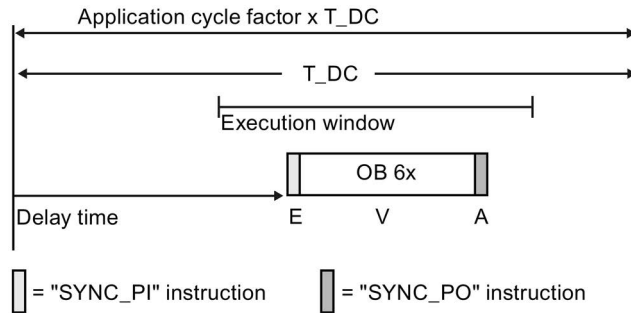 Application cycle factor x T_DC
T_DC
Execution window
OB 6x
Delay time
E V A
= "SYNC_PI" instruction = "SYNC_PO" instruction